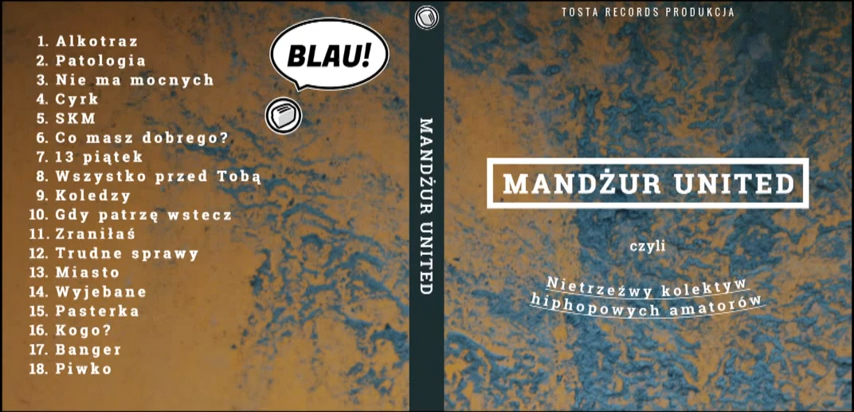 1. Alkotraz
2. Patologia
3. Nie ma mocnych
4. Cyrk
5. SKM
6. Co masz dobrego?
7. 13 piątek
8. Wszystko przed Tobą
9. Koledzy
10. Gdy patrzę wstecz
11. Zraniłaś
12. Trudne sprawy
13. Miasto
14. Wyjebane
15. Pasterka
16. Kogo?
17. Banger
18. Piwko
BLAU!
MANDŻUR UNITED
TOSTA RECORDS PRODUKCJA
MANDŻUR UNITED
czyli
Nietrzeźwy kolektyw
hiphopowych amatorów